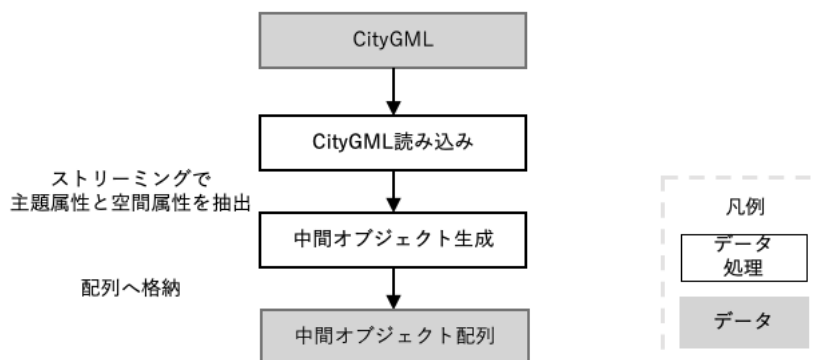 CityGML
CityGML読み込み
ストリーミングで
主題属性と空間属性を抽出
中間オブジェクト生成
配列へ格納
中間オブジェクト配列
凡例
データ
処理
データ